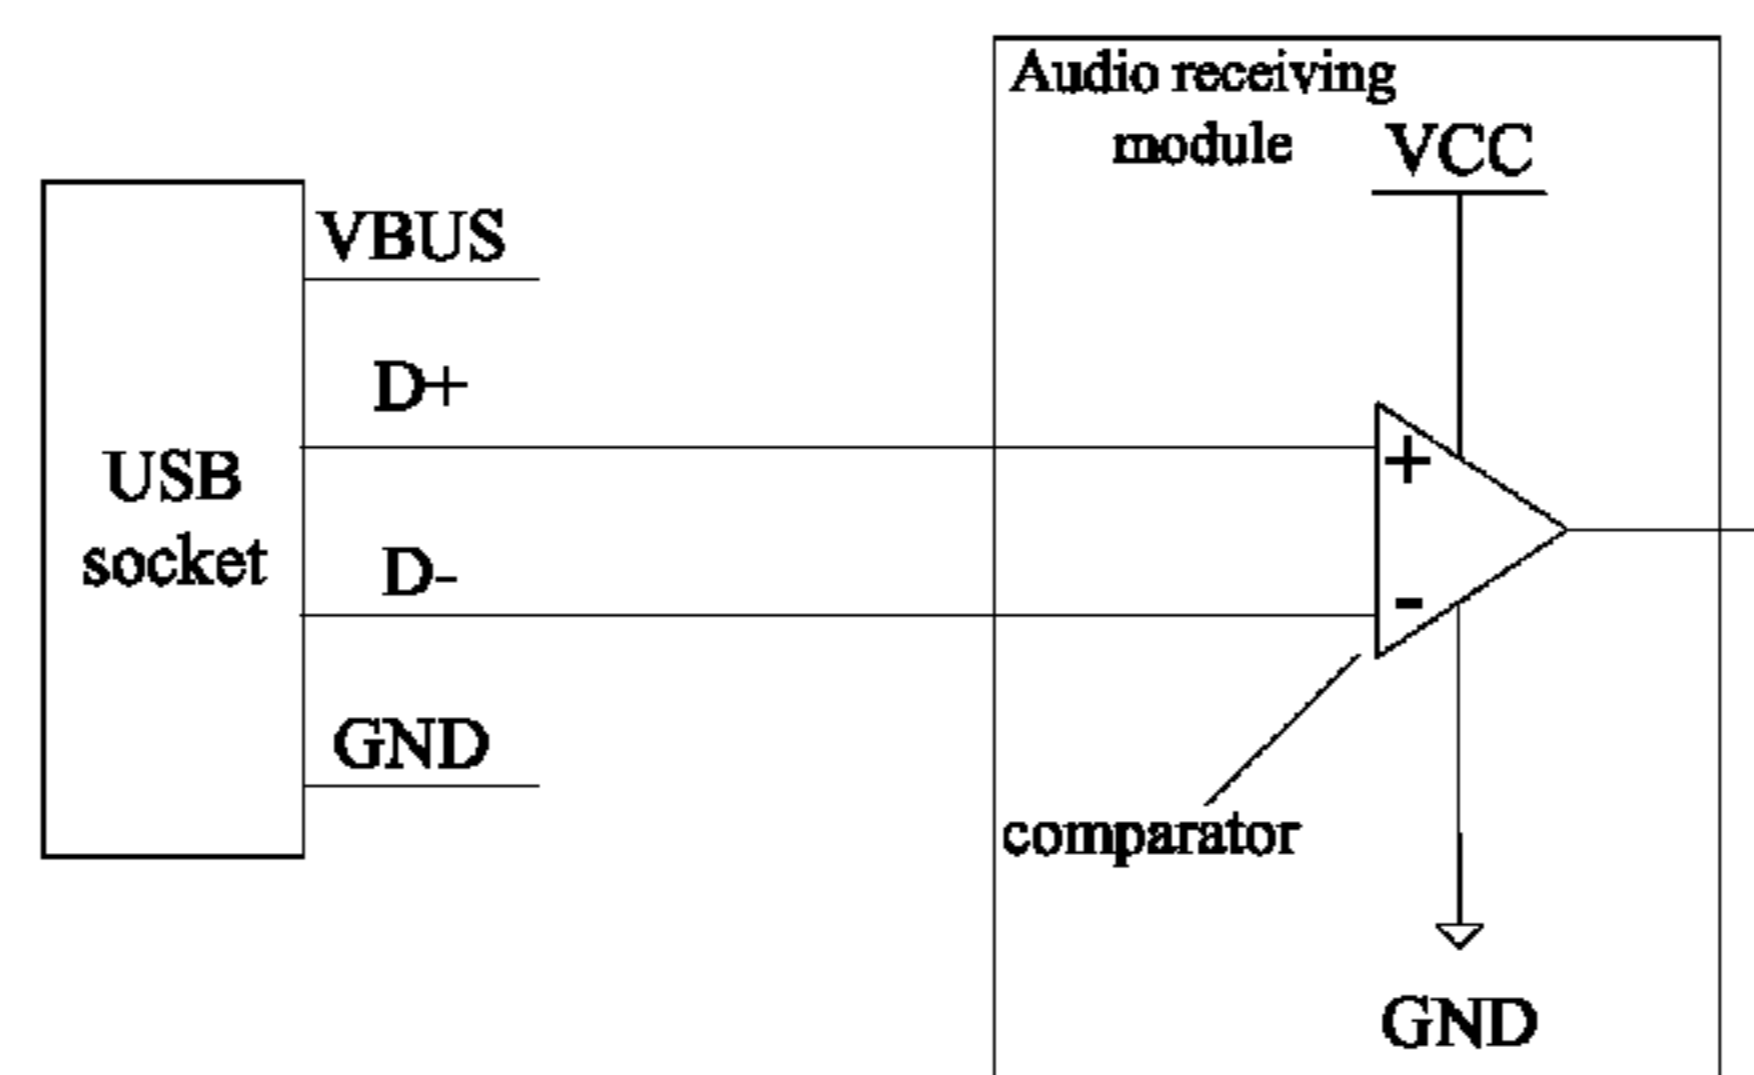 Audio receiving
module
VCC
VBUS
D+
USB
socket
D-
GND
+
-
comparator
GND